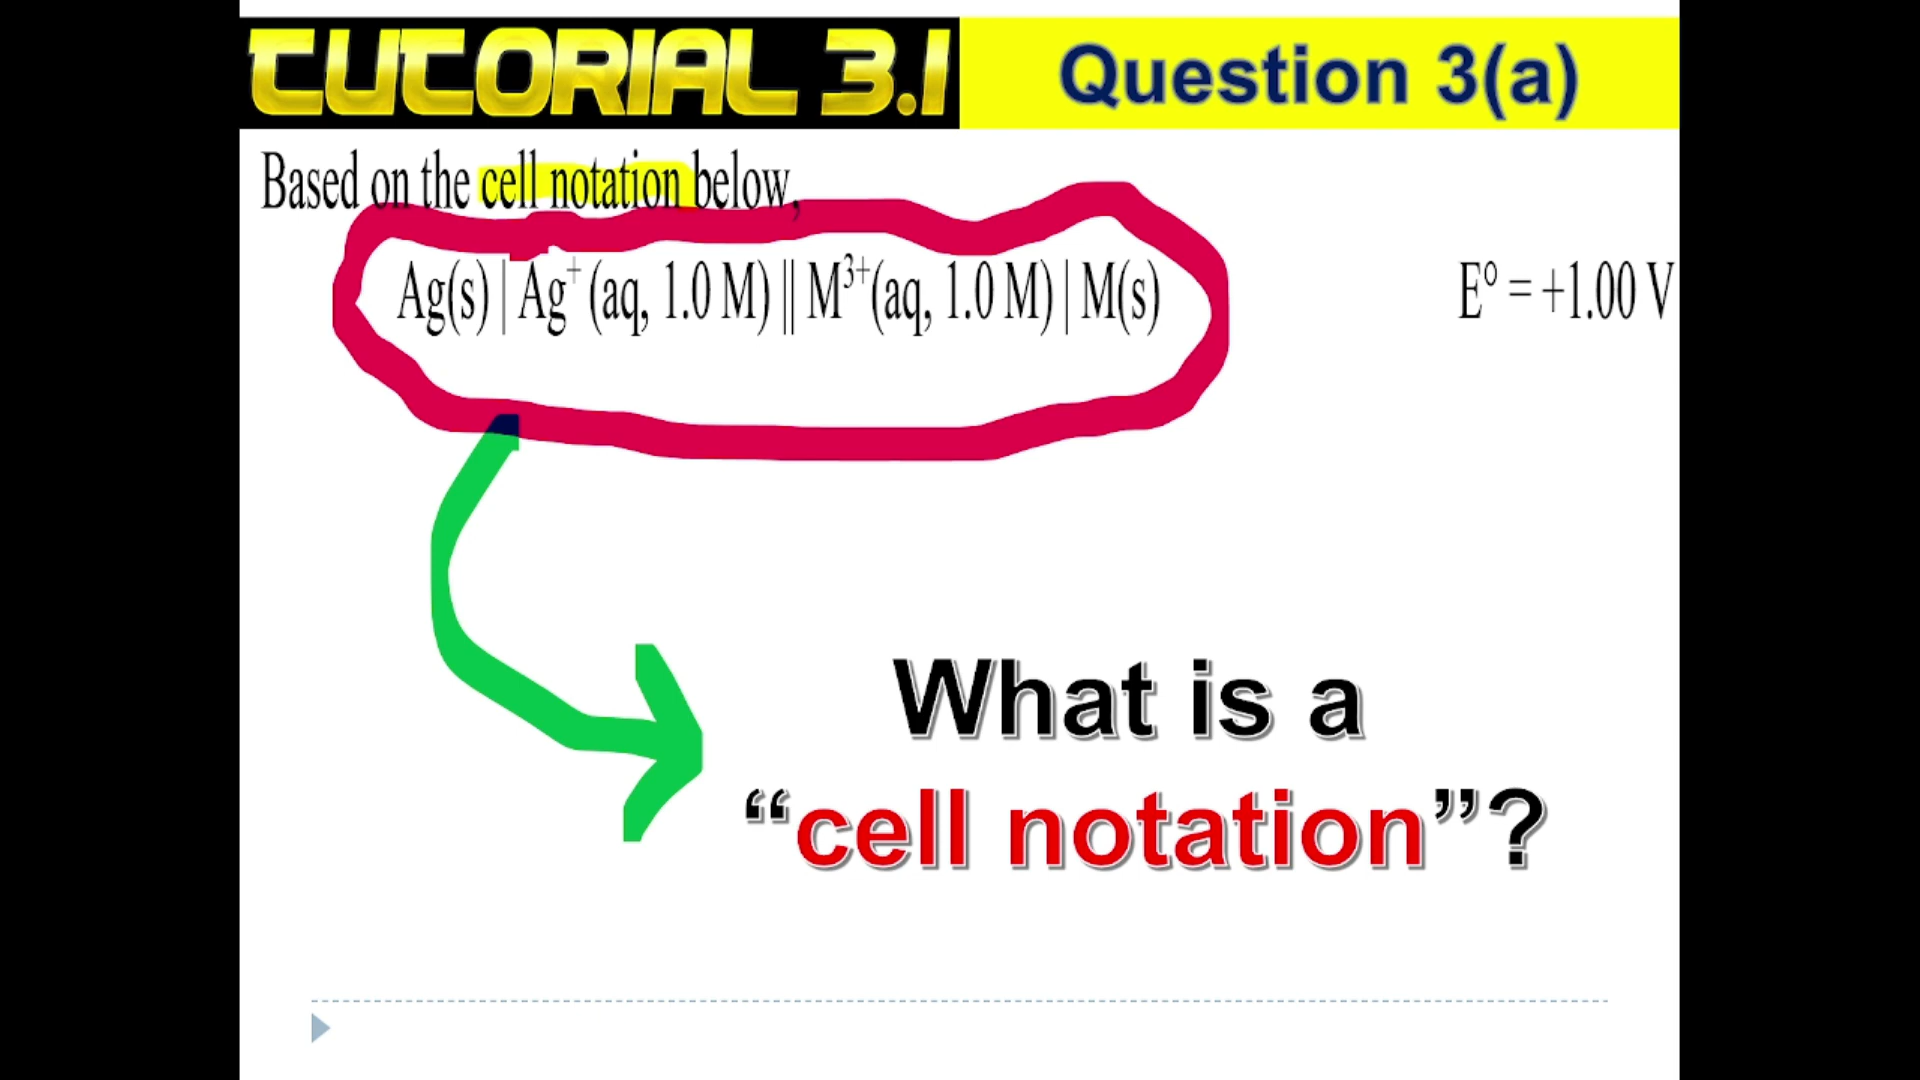 TUTORIAL 3.1
Question 3(a)
Based on the cell notation below,
Ag(s) | Ag⁺ (aq, 1.0 M) || M³⁺(aq, 1.0 M) | M(s) E⁰ = +1.00 V
What is a
“cell notation”?